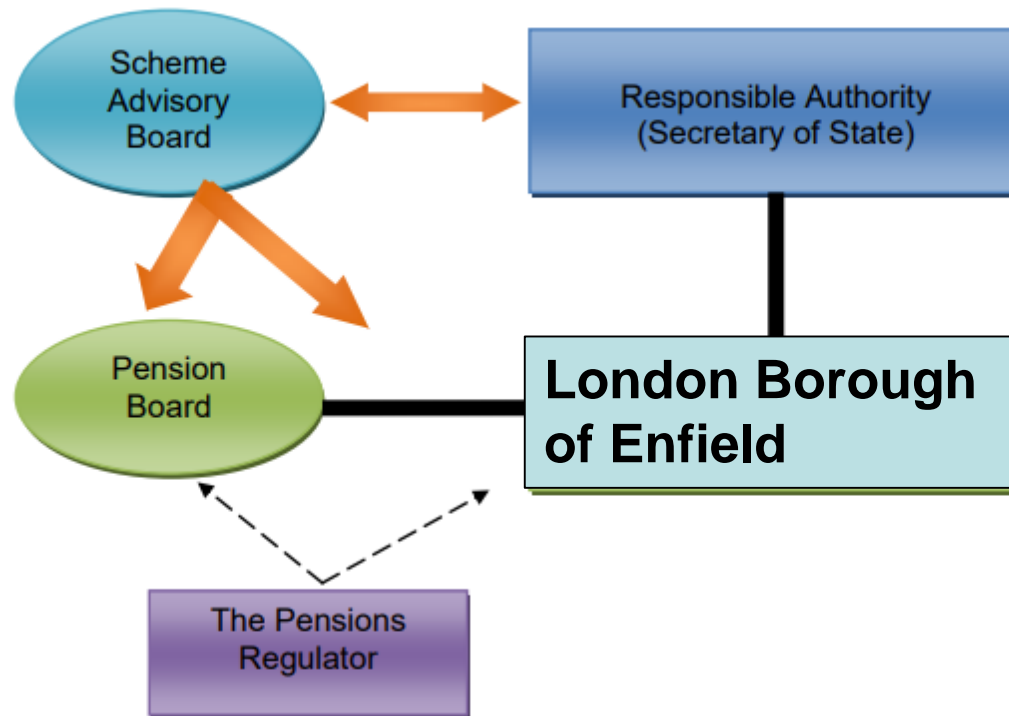 Scheme
Advisory
Board
Responsible Authority
(Secretary of State)
Pension
Board
London Borough
of Enfield
The Pensions
Regulator